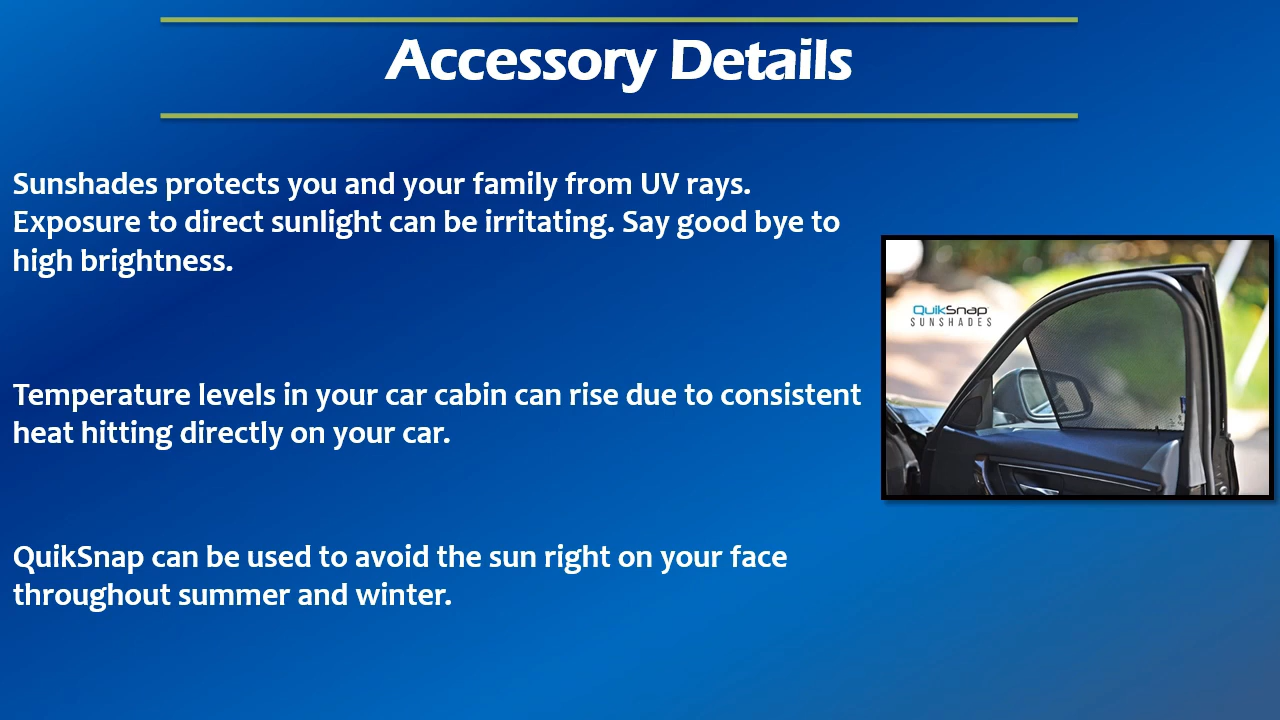 Accessory Details
Sunshades protects you and your family from UV rays.
Exposure to direct sunlight can be irritating. Say good bye to
high brightness.
QuikSnap
SUNSHADES
Temperature levels in your car cabin can rise due to consistent
heat hitting directly on your car.
QuikSnap can be used to avoid the sun right on your face
throughout summer and winter.